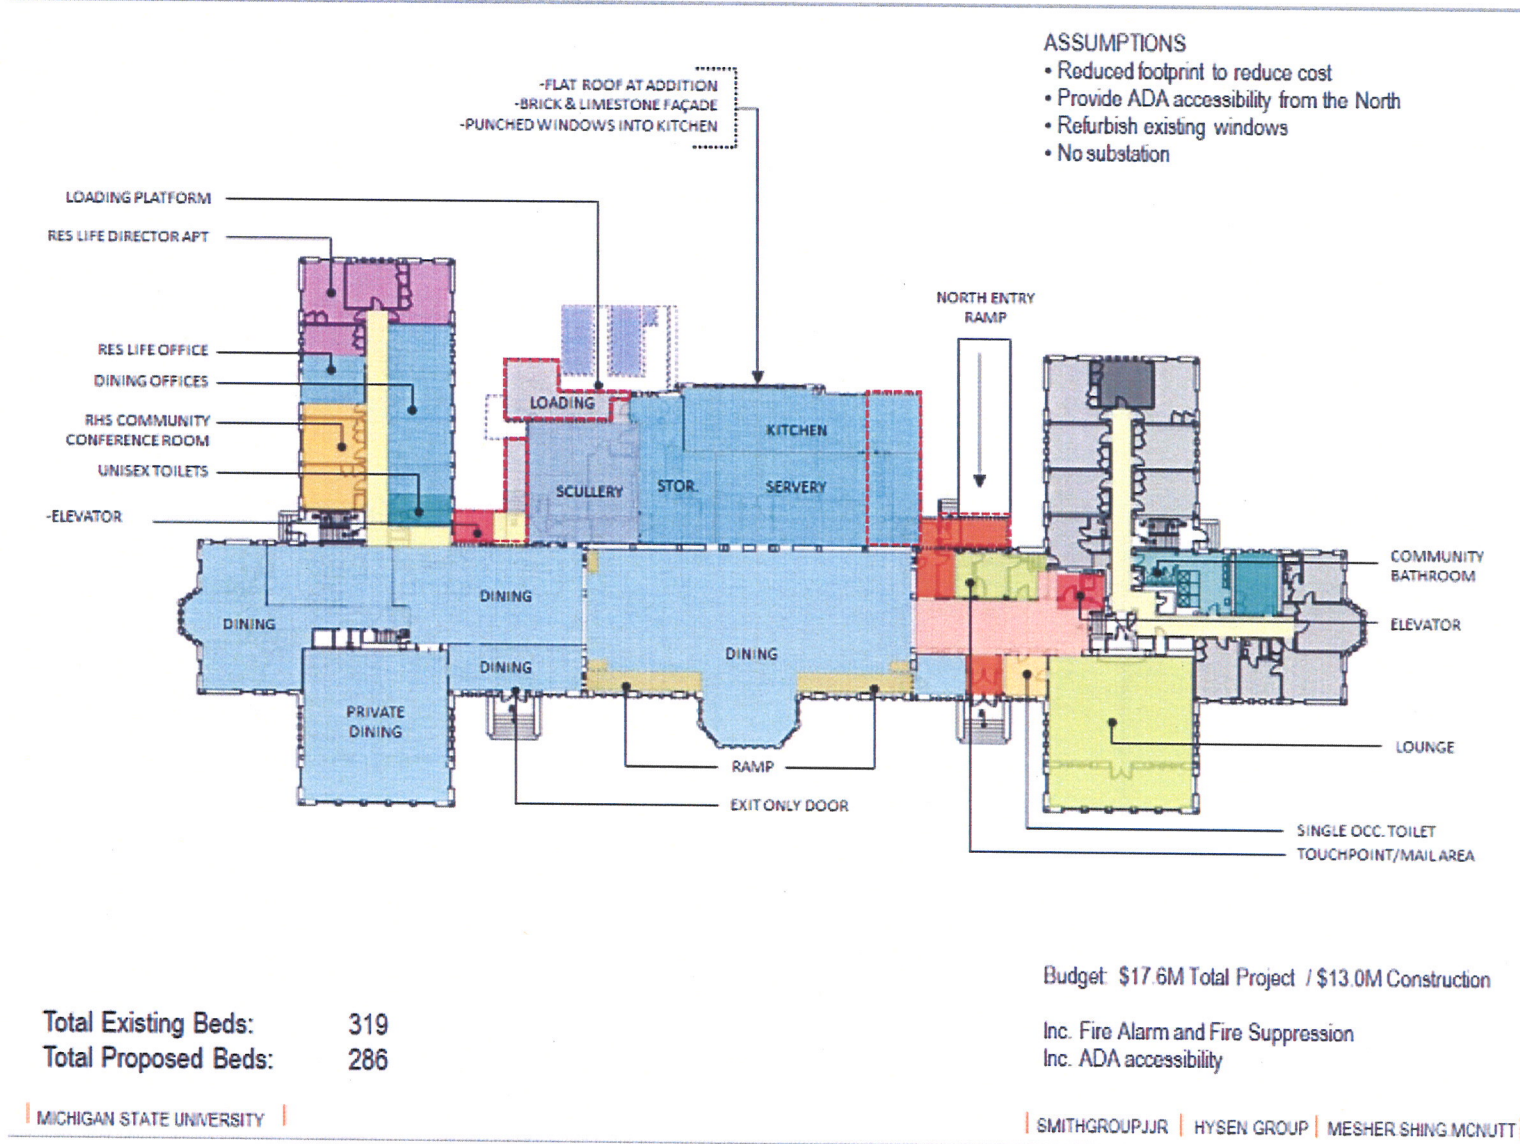 ASSUMPTIONS
• Reduced footprint to reduce cost
• Provide ADA accessibility from the North
• Refurbish existing windows
• No substation
-FLAT ROOF AT ADDITION
-BRICK & LIMESTONE FAÇADE
-PUNCHED WINDOWS INTO KITCHEN
LOADING PLATFORM
RES LIFE DIRECTOR APT
NORTH ENTRY
RAMP
RES LIFE OFFICE
DINING OFFICES
RHS COMMUNITY
CONFERENCE ROOM
UNISEX TOILETS
-ELEVATOR
LOADING
KITCHEN
SCULLERY
STOR.
SERVERY
COMMUNITY
BATHROOM
ELEVATOR
DINING
DINING
DINING
DINING
PRIVATE
DINING
LOUNGE
RAMP
EXIT ONLY DOOR
SINGLE OCC. TOILET
TOUCHPOINT/MAIL AREA
Budget: $17.6M Total Project / $13.0M Construction
Inc. Fire Alarm and Fire Suppression
Inc. ADA accessibility
Total Existing Beds: 319
Total Proposed Beds: 286
MICHIGAN STATE UNIVERSITY
SMITHGROUPJJR | HYSEN GROUP | MESHER.SHING.MCNUTT